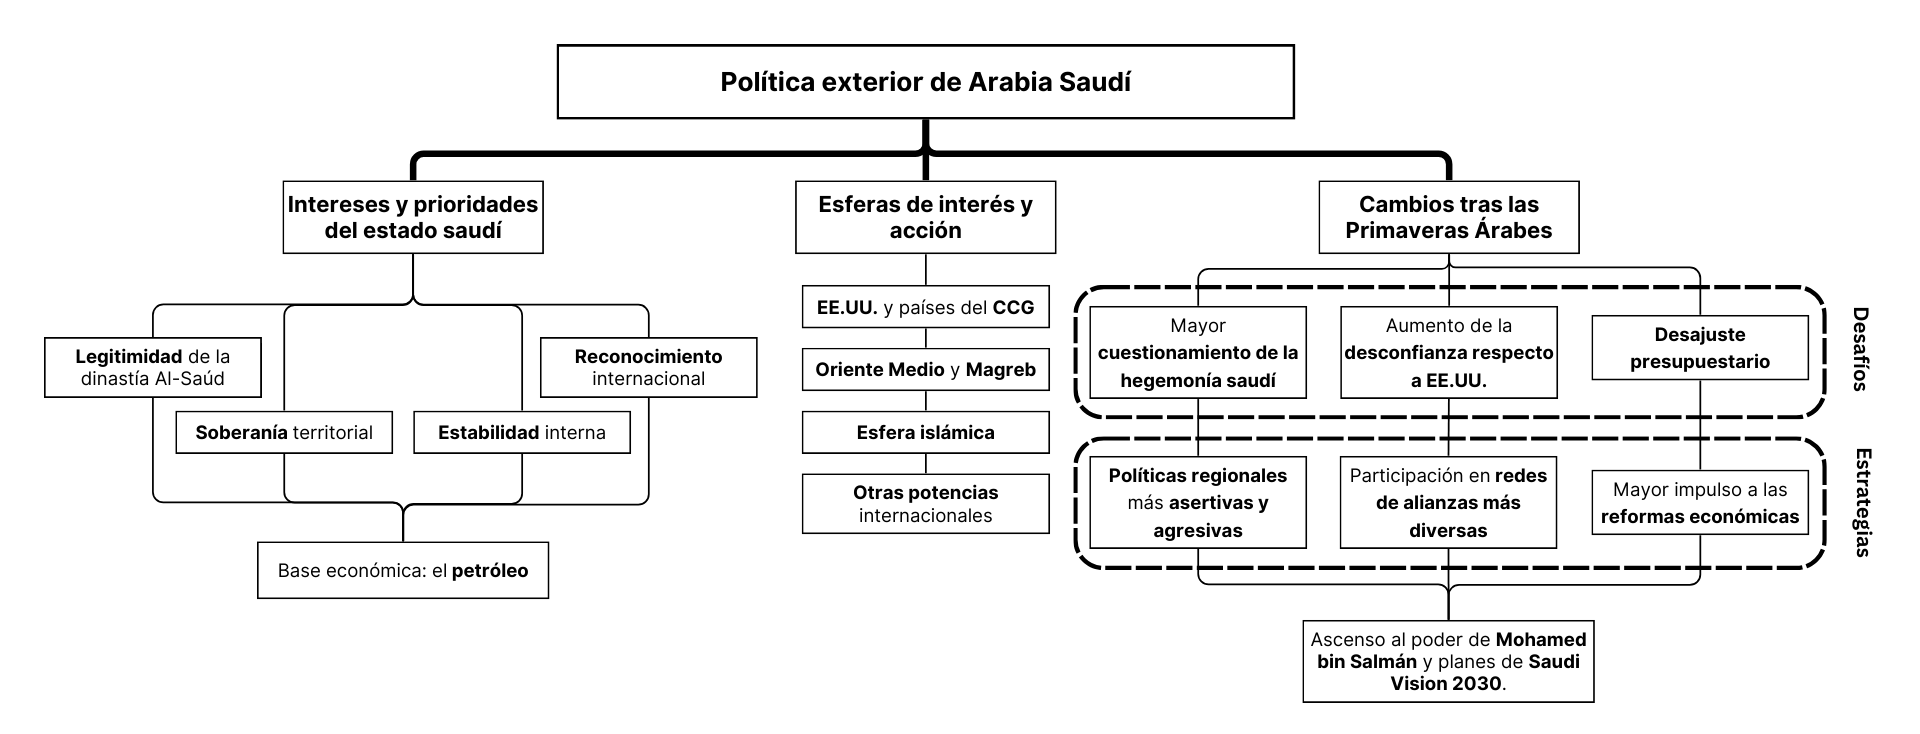 Política exterior de Arabia Saudí
Intereses y prioridades
del estado saudí
Legitimidad de la
dinastía Al-Saúd
Soberanía territorial
Estabilidad interna
Reconocimiento
internacional
Base económica: el petróleo
Esferas de interés y
acción
EE.UU. y países del CCG
Oriente Medio y Magreb
Esfera islámica
Otras potencias
internacionales
Cambios tras las
Primaveras Árabes
Mayor
cuestionamiento de la
hegemonía saudí
Aumento de la
desconfianza respecto
a EE.UU.
Desajuste
presupuestario
Desafíos
Políticas regionales
más asertivas y
agresivas
Participación en redes
de alianzas más
diversas
Mayor impulso a las
reformas económicas
Estrategias
Ascenso al poder de Mohamed
bin Salmán y planes de Saudi
Vision 2030.